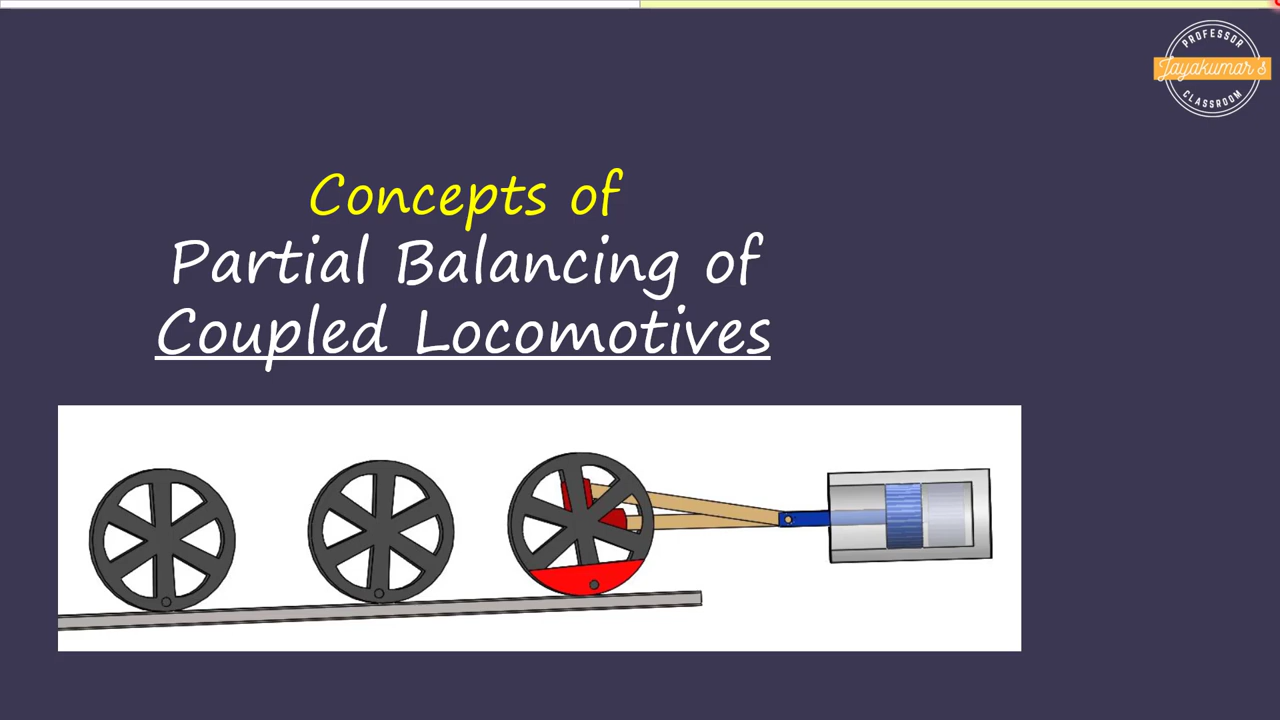 PROFESSOR
Jayakumar's
CLASSROOM
Concepts of
Partial Balancing of
Coupled Locomotives